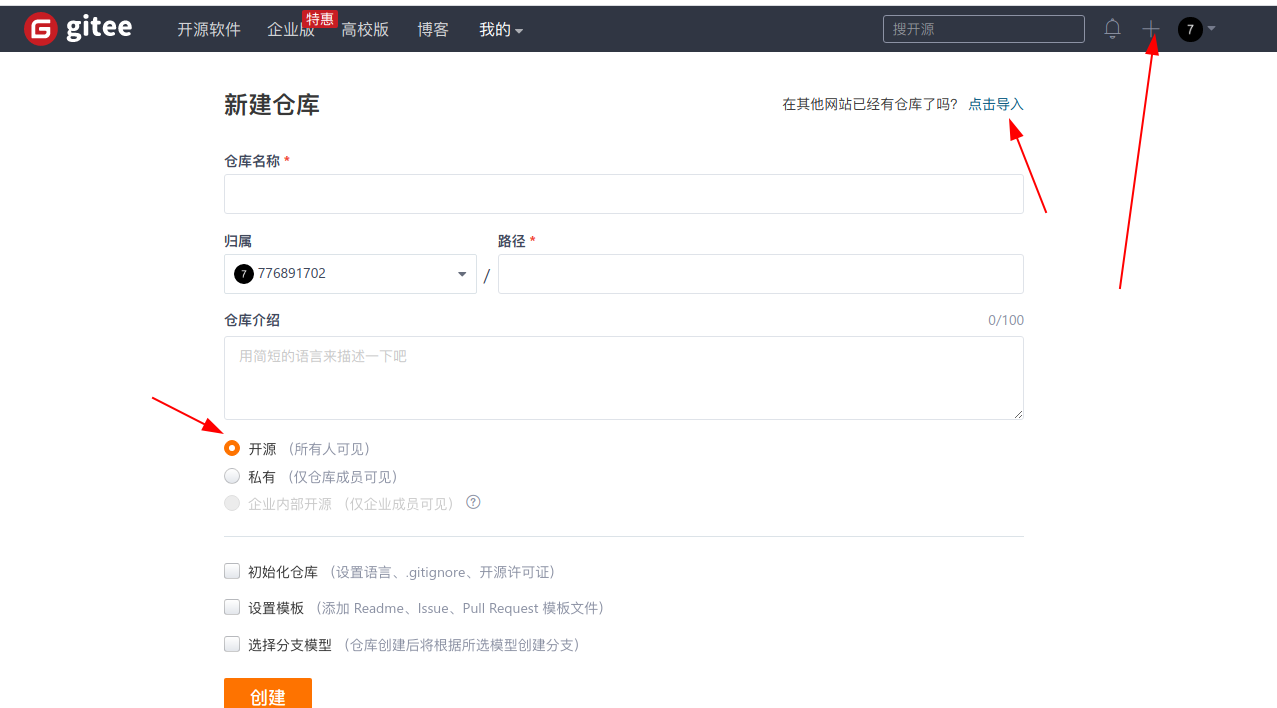 gitee 开源软件 企业版 特惠 高校版 博客 我的 搜开源 7
新建仓库 在其他网站已经有仓库了吗？ 点击导入
仓库名称 *
归属 路径 *
7 776891702 /
仓库介绍 0/100
用简短的语言来描述一下吧
开源 （所有人可见）
私有 （仅仓库成员可见）
企业内部开源 （仅企业成员可见） ?
初始化仓库 （设置语言、.gitignore、开源许可证）
设置模板 （添加 Readme、Issue、Pull Request 模板文件）
选择分支模型 （仓库创建后将根据所选模型创建分支）
创建